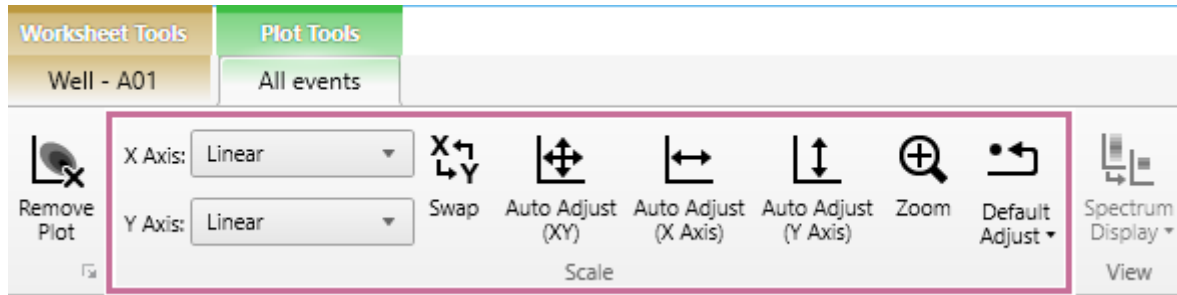 Worksheet Tools
Plot Tools
Well - A01
All events
Remove
Plot
X Axis: Linear
Y Axis: Linear
X
Y
Swap
Auto Adjust
(XY)
Auto Adjust
(X Axis)
Auto Adjust
(Y Axis)
Zoom
Default
Adjust
Scale
Spectrum
Display
View